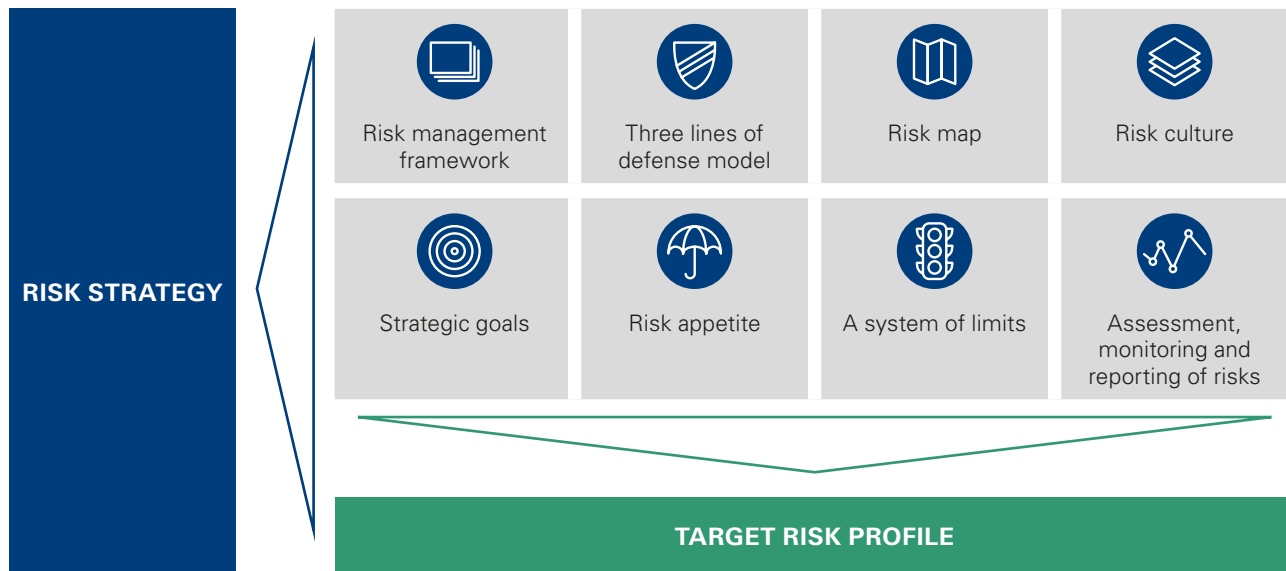 RISK STRATEGY
Risk management
framework
Three lines of
defense model
Risk map
Risk culture
Strategic goals
Risk appetite
A system of limits
Assessment,
monitoring and
reporting of risks
TARGET RISK PROFILE